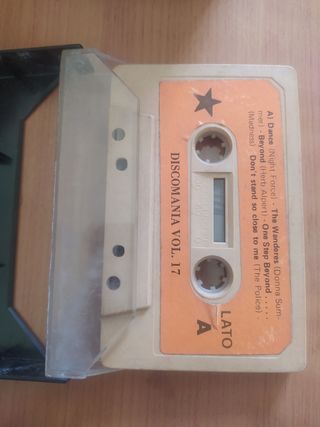 A) Dance (Night Force) - The Wanderes (Donna Sum-
mer) - Beyond (Herb Alpert) - One Step Beyond . . . . .
(Madness) - Don't stand so close to me (The Police) -
DISCOMANIA VOL. 17
LATO
A